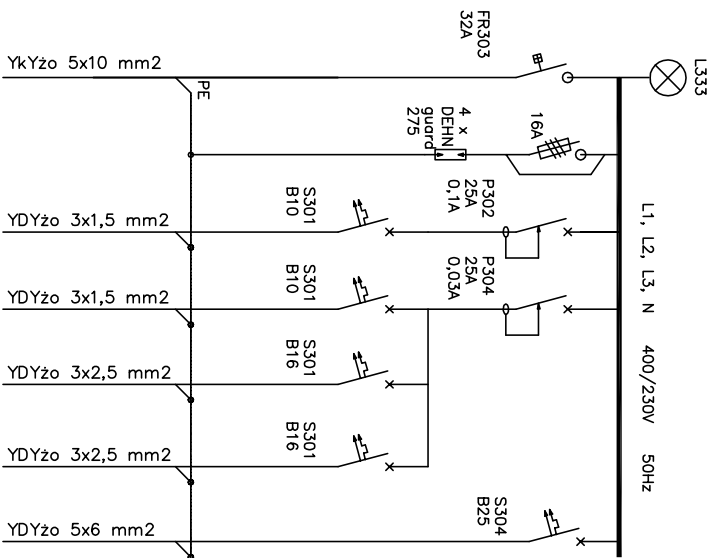 L333
FR303
32A
YkYżo 5x10 mm2
PE
16A
4 x
DEHN
guard
275
L1, L2, L3, N 400/230V 50Hz
P302
25A
0,1A
S301
B10
YDYżo 3x1,5 mm2
P304
25A
0,03A
S301
B10
YDYżo 3x1,5 mm2
S301
B16
YDYżo 3x2,5 mm2
S301
B16
YDYżo 3x2,5 mm2
S304
B25
YDYżo 5x6 mm2